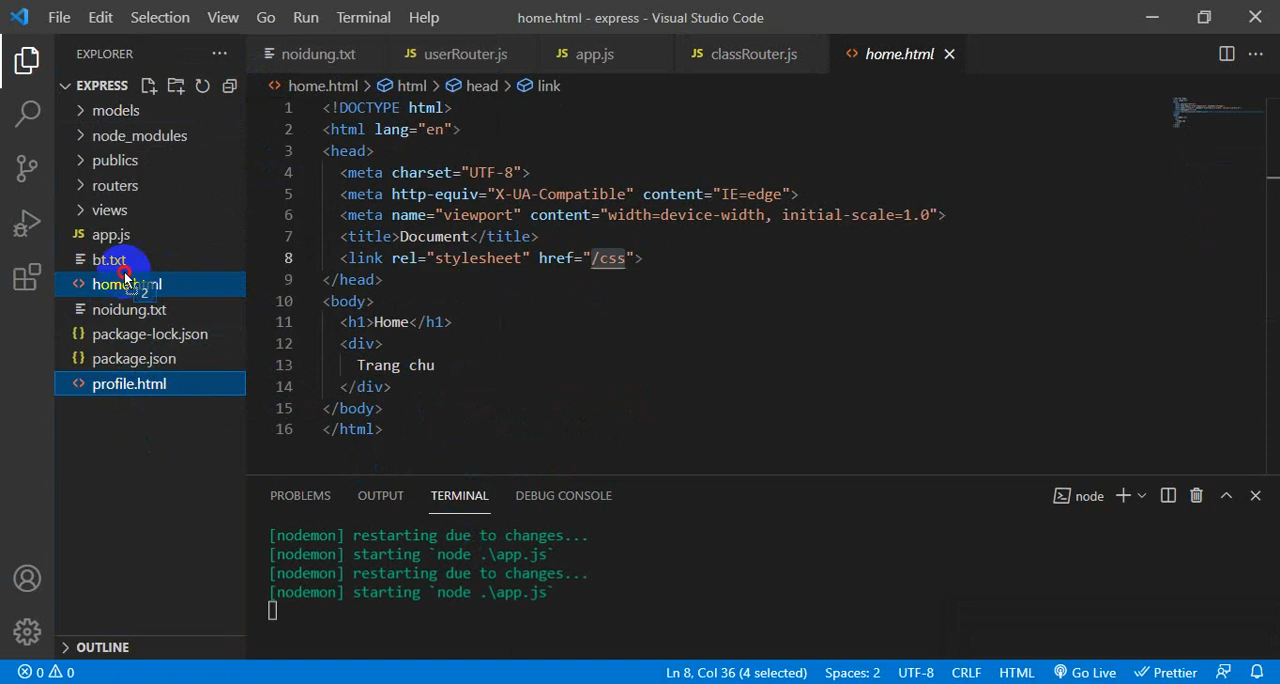 File Edit Selection View Go Run Terminal Help home.html - express - Visual Studio Code
EXPLORER ...
noidung.txt JS userRouter.js JS app.js JS classRouter.js <> home.html
EXPRESS
<> home.html > html > head > link
models
node_modules
publics
routers
views
JS app.js
bt.txt
<> home.html
2
noidung.txt
{} package-lock.json
{} package.json
<> profile.html
1 <!DOCTYPE html>
2 <html lang="en">
3 <head>
4 <meta charset="UTF-8">
5 <meta http-equiv="X-UA-Compatible" content="IE=edge">
6 <meta name="viewport" content="width=device-width, initial-scale=1.0">
7 <title>Document</title>
8 <link rel="stylesheet" href="/css">
9 </head>
10 <body>
11 <h1>Home</h1>
12 <div>
13 Trang chu
14 </div>
15 </body>
16 </html>
PROBLEMS OUTPUT TERMINAL DEBUG CONSOLE node
[nodemon] restarting due to changes...
[nodemon] starting `node .\app.js`
[nodemon] restarting due to changes...
[nodemon] starting `node .\app.js`
OUTLINE
0 0 Ln 8, Col 36 (4 selected) Spaces: 2 UTF-8 CRLF HTML Go Live Prettier